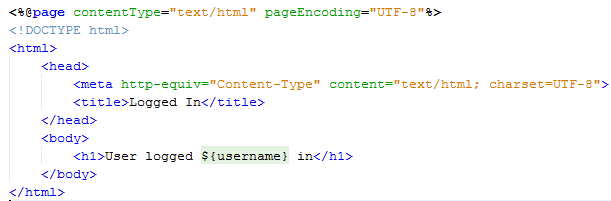 <%@page contentType="text/html" pageEncoding="UTF-8"%>
<!DOCTYPE html>
<html>
    <head>
        <meta http-equiv="Content-Type" content="text/html; charset=UTF-8">
        <title>Logged In</title>
    </head>
    <body>
        <h1>User logged ${username} in</h1>
    </body>
</html>